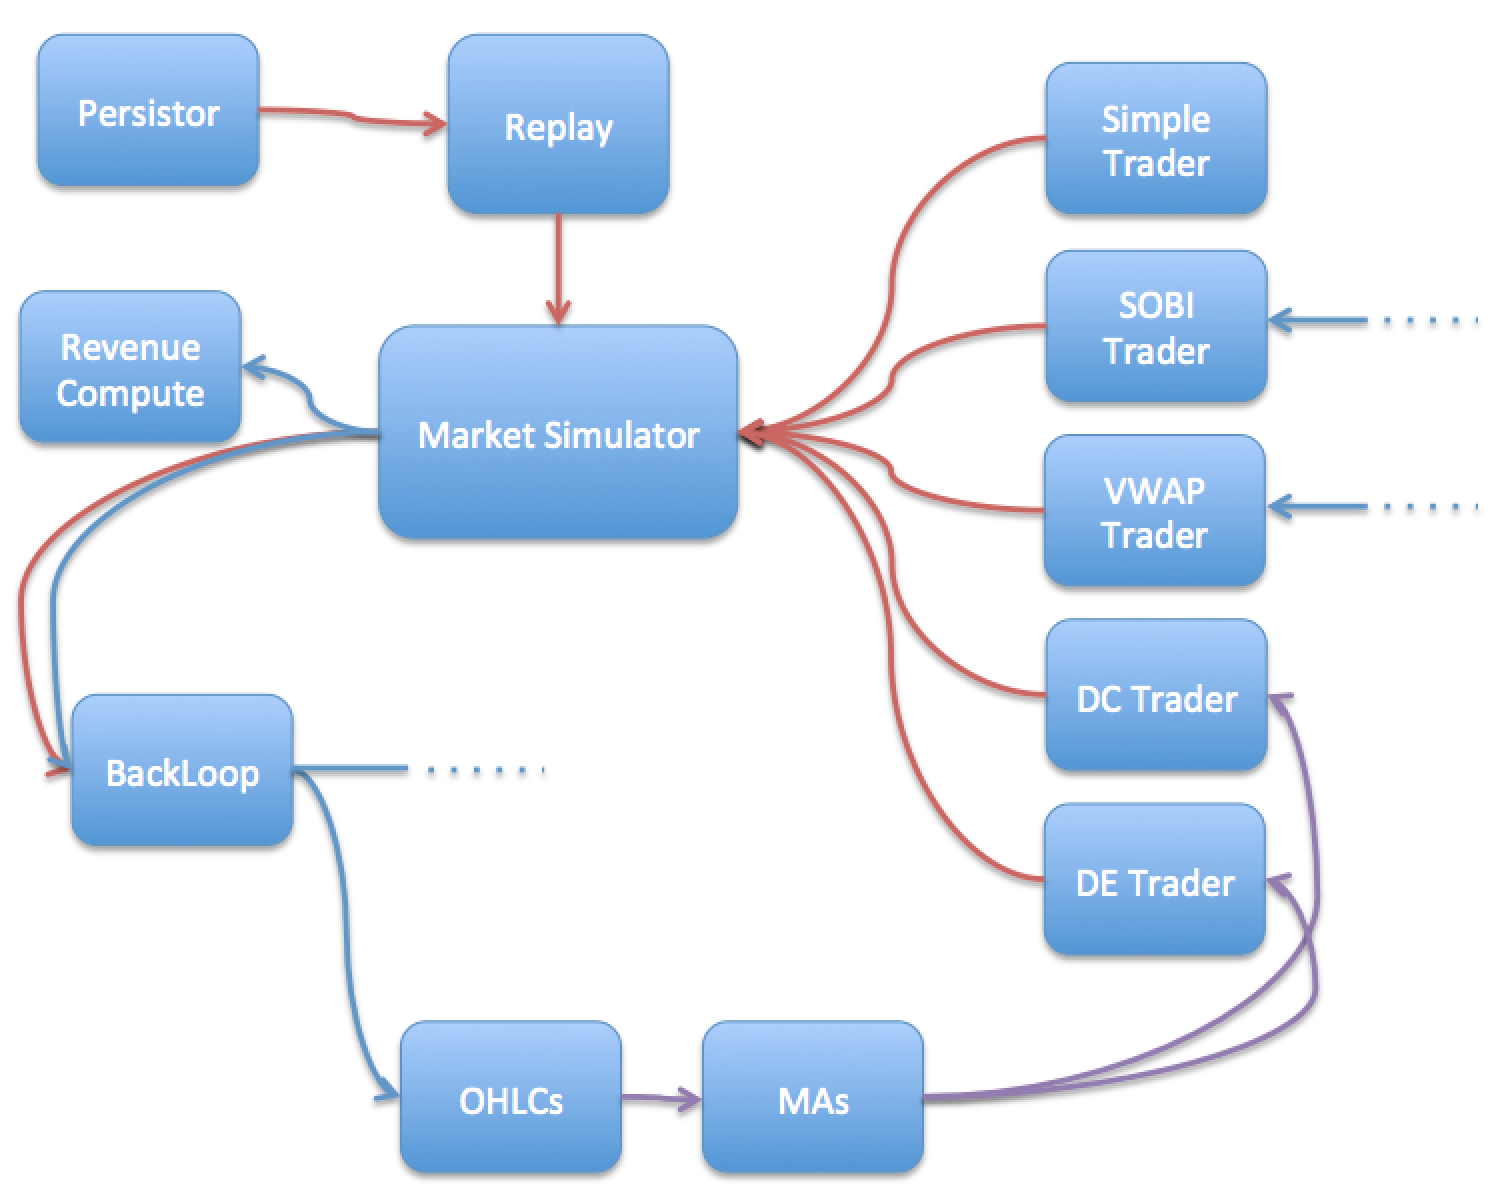 Persistor
Replay
Simple
Trader
SOBI
Trader
Revenue
Compute
Market Simulator
VWAP
Trader
DC Trader
BackLoop
DE Trader
OHLCs
MAs